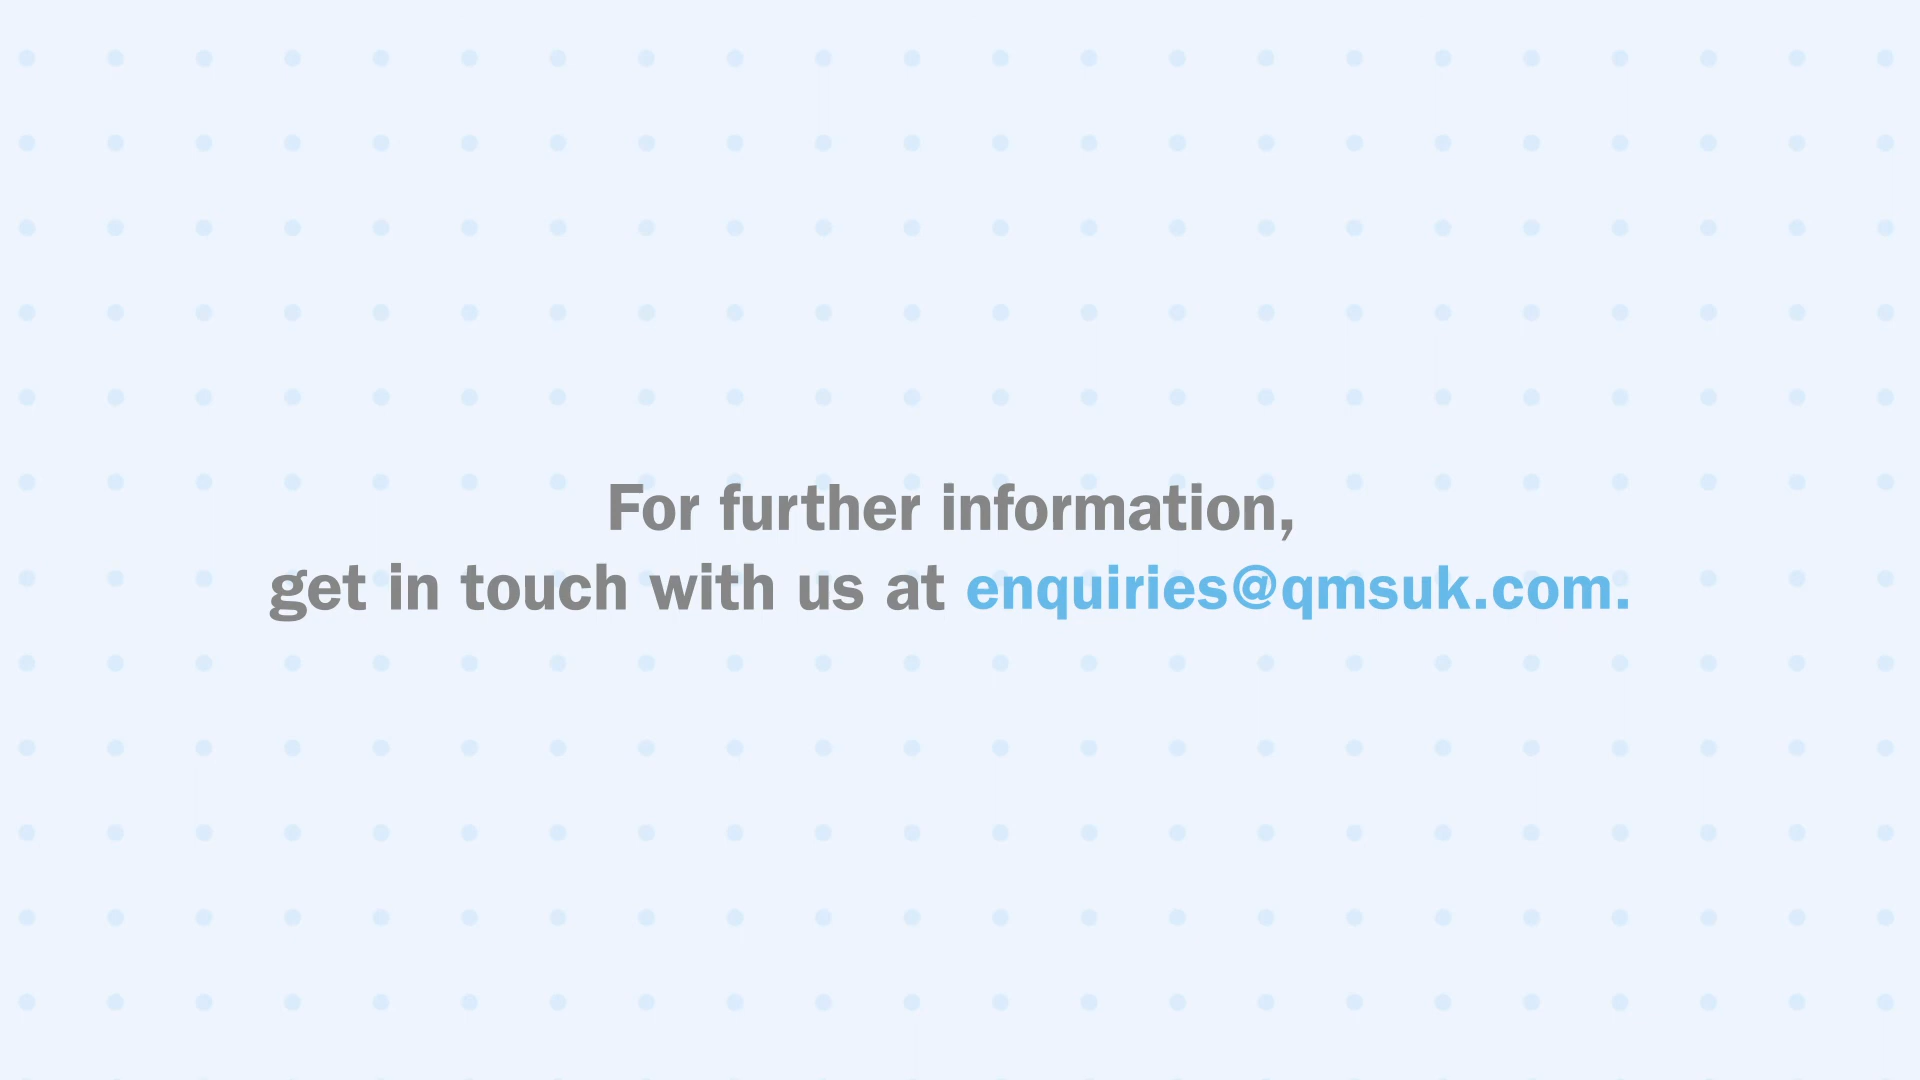 For further information,
get in touch with us at enquiries@qmsuk.com.